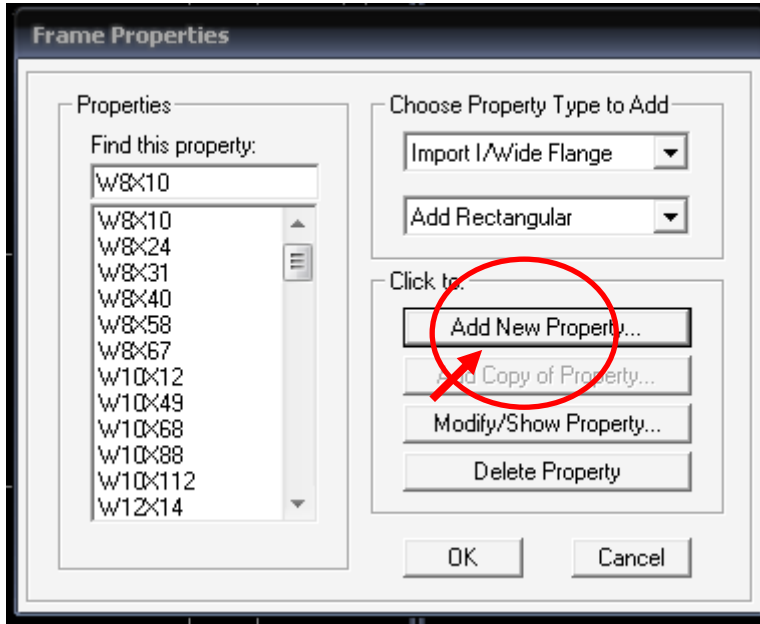 Frame Properties
Properties
Find this property:
W8X10
W8X10
W8X24
W8X31
W8X40
W8X58
W8X67
W10X12
W10X49
W10X68
W10X88
W10X112
W12X14
Choose Property Type to Add
Import I/Wide Flange
Add Rectangular
Click to:
Add New Property...
Add Copy of Property...
Modify/Show Property...
Delete Property
OK
Cancel